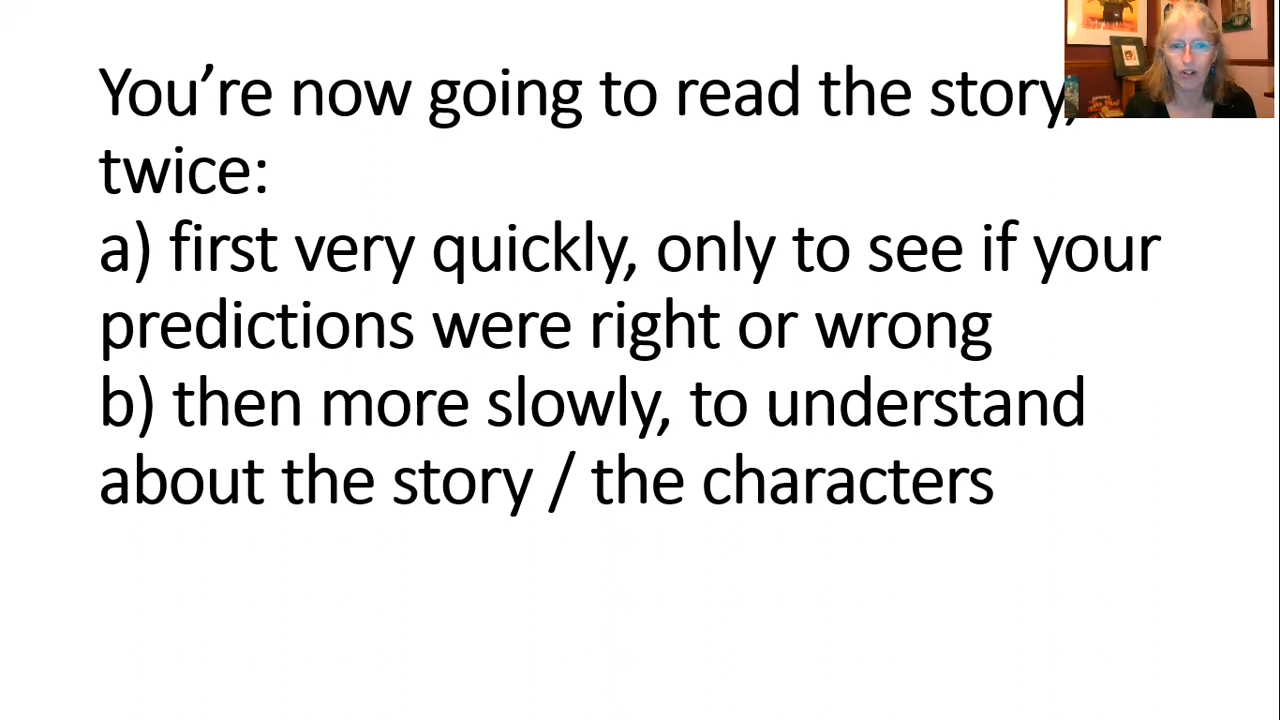 You’re now going to read the story,
twice:
a) first very quickly, only to see if your
predictions were right or wrong
b) then more slowly, to understand
about the story / the characters